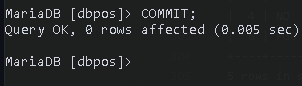 MariaDB [dbpos]> COMMIT;
Query OK, 0 rows affected (0.005 sec)
MariaDB [dbpos]>